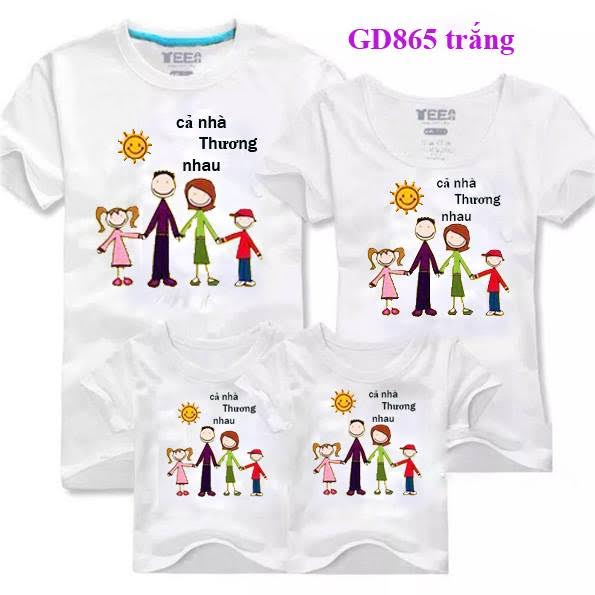 GD865 trắng
YEEA
cả nhà
Thương
nhau
YEEA
cả nhà
Thương
nhau
cả nhà
Thương
nhau
cả nhà
Thương
nhau